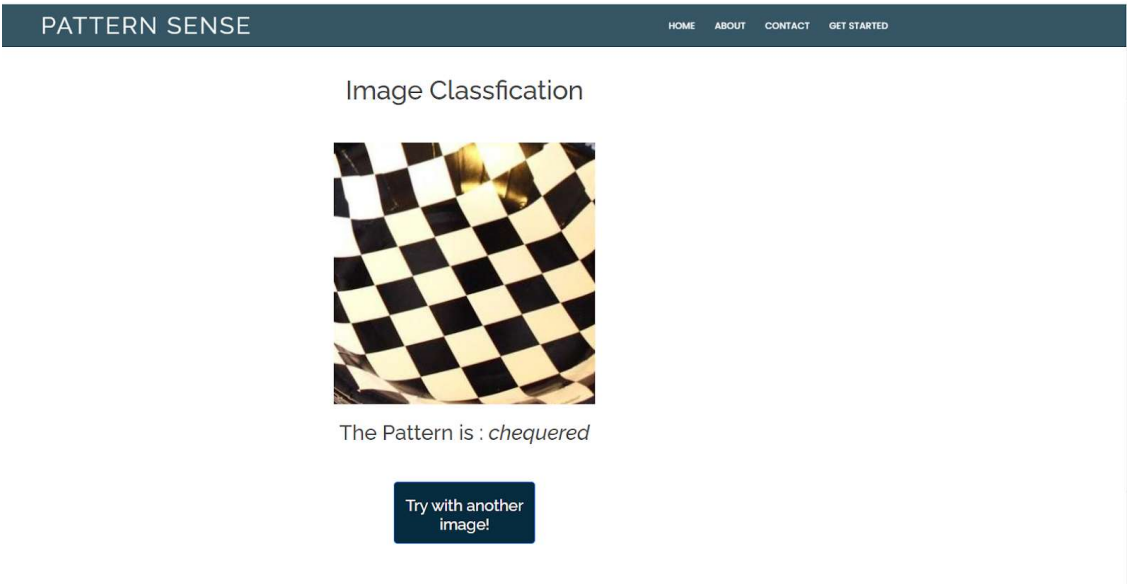 PATTERN SENSE
HOME ABOUT CONTACT GET STARTED
Image Classfication
The Pattern is : chequered
Try with another
image!